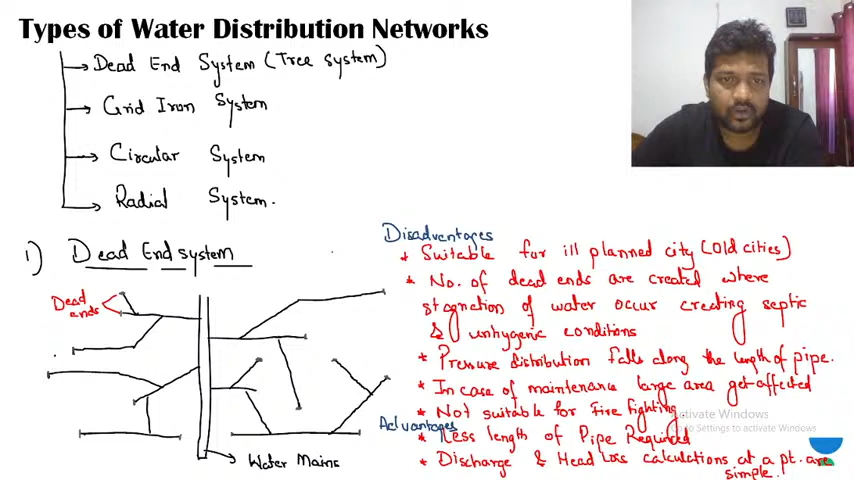 Types of Water Distribution Networks
Dead End System (Tree system)
Grid Iron System
Circular System
Radial System.
1) Dead End system
Dead ends
Water Mains
Disadvantages
* Suitable for ill planned city (old cities)
* No. of dead ends are created where
stagnation of water occur creating septic
& unhygenic conditions
* Pressure distribution falls along the length of pipe.
* In case of maintenance large area get affected
* Not suitable for Fire fighting
Advantages
* Less length of Pipe Required
* Discharge & Head Loss calculations at a pt. are
simple.
Activate Windows
Go to Settings to activate Windows.